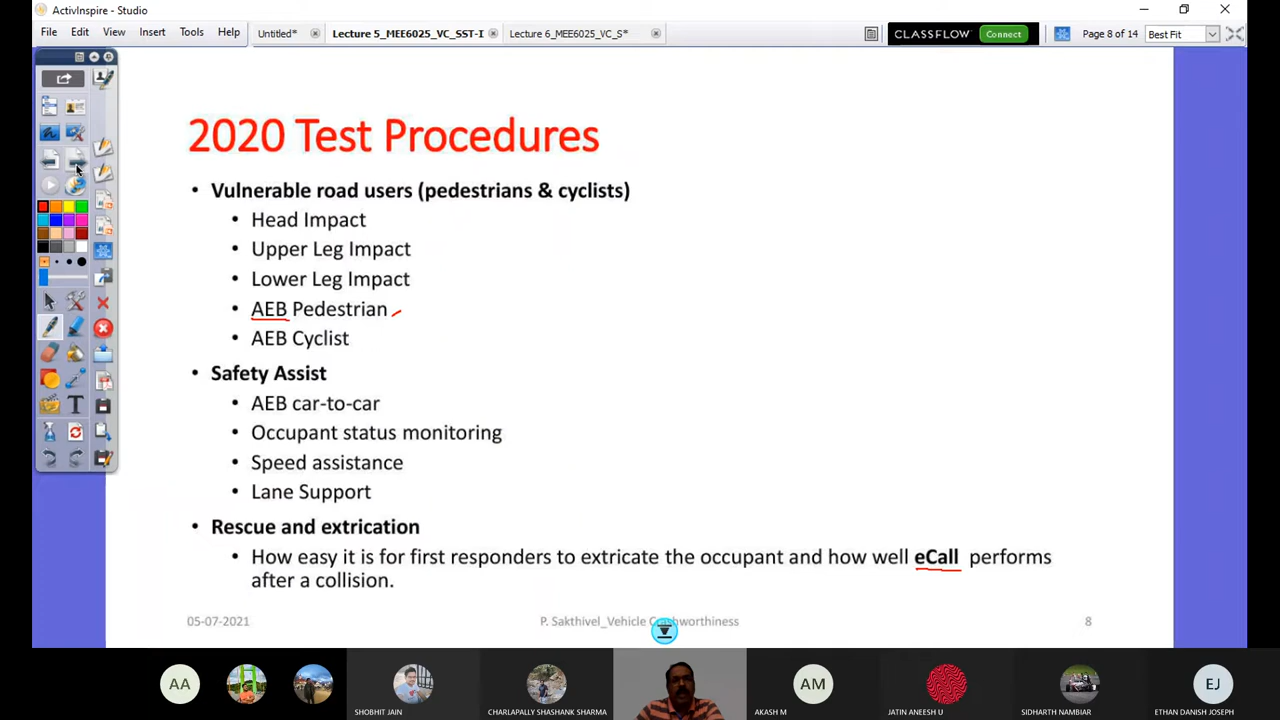 ActivInspire - Studio
File Edit View Insert Tools Help
Untitled* Lecture 5_MEE6025_VC_SST-I Lecture 6_MEE6025_VC_S*
CLASSFLOW Connect Page 8 of 14 Best Fit
2020 Test Procedures
• Vulnerable road users (pedestrians & cyclists)
• Head Impact
• Upper Leg Impact
• Lower Leg Impact
• AEB Pedestrian
• AEB Cyclist
• Safety Assist
• AEB car-to-car
• Occupant status monitoring
• Speed assistance
• Lane Support
• Rescue and extrication
• How easy it is for first responders to extricate the occupant and how well eCall performs
after a collision.
05-07-2021 P. Sakthivel_Vehicle Crashworthiness 8
AA AM EJ
SHOBHIT JAIN CHARLAPALLY SHASHANK SHARMA AKASH M JATIN ANEESH U SIDHARTH NAMBIAR ETHAN DANISH JOSEPH